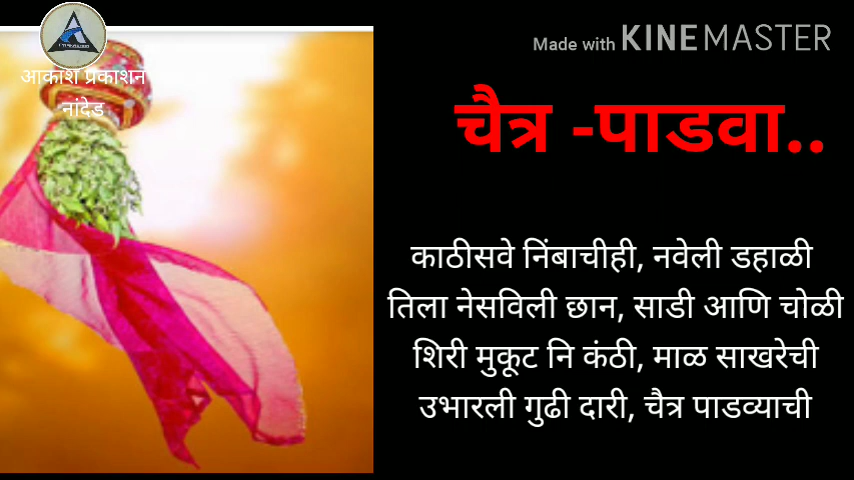 Made with KINEMASTER
आकाश प्रकाशन
नांदेड
चैत्र -पाडवा..
काठीसवे निंबाचीही, नवेली डहाळी
तिला नेसविली छान, साडी आणि चोळी
शिरी मुकूट नि कंठी, माळ साखरेची
उभारली गुढी दारी, चैत्र पाडव्याची